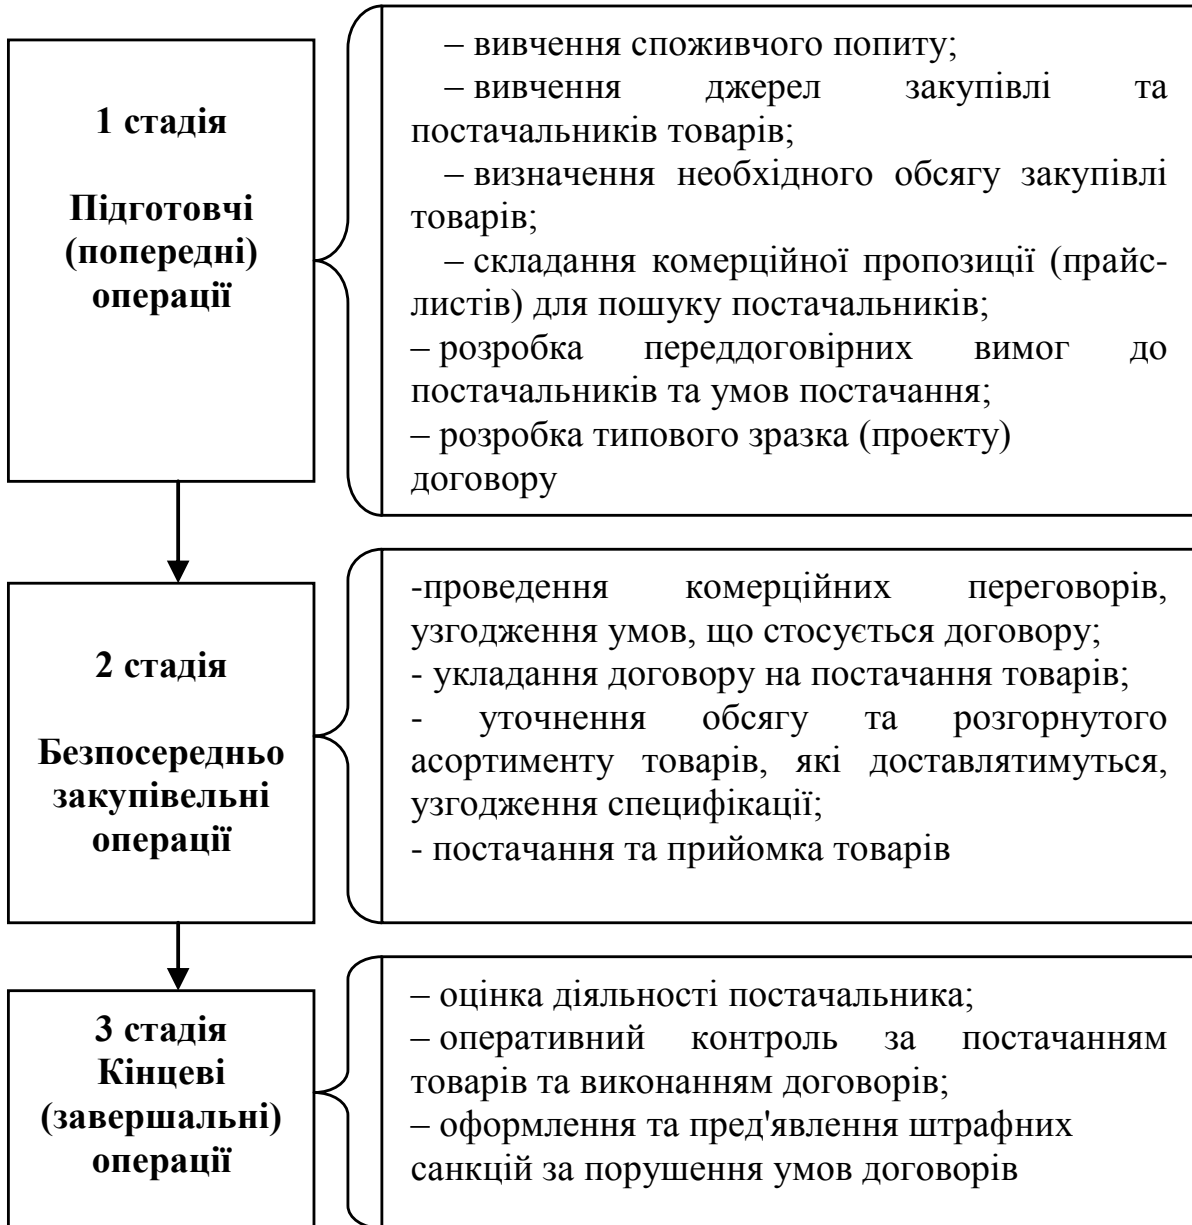 1 стадія
Підготовчі
(попередні)
операції
– вивчення споживчого попиту;
– вивчення джерел закупівлі та
постачальників товарів;
– визначення необхідного обсягу закупівлі
товарів;
– складання комерційної пропозиції (прайс-
листів) для пошуку постачальників;
– розробка переддоговірних вимог до
постачальників та умов постачання;
– розробка типового зразка (проекту)
договору
2 стадія
Безпосередньо
закупівельні
операції
-проведення комерційних переговорів,
узгодження умов, що стосується договору;
- укладання договору на постачання товарів;
- уточнення обсягу та розгорнутого
асортименту товарів, які доставлятимуться,
узгодження специфікації;
- постачання та прийомка товарів
3 стадія
Кінцеві
(завершальні)
операції
– оцінка діяльності постачальника;
– оперативний контроль за постачанням
товарів та виконанням договорів;
– оформлення та пред'явлення штрафних
санкцій за порушення умов договорів